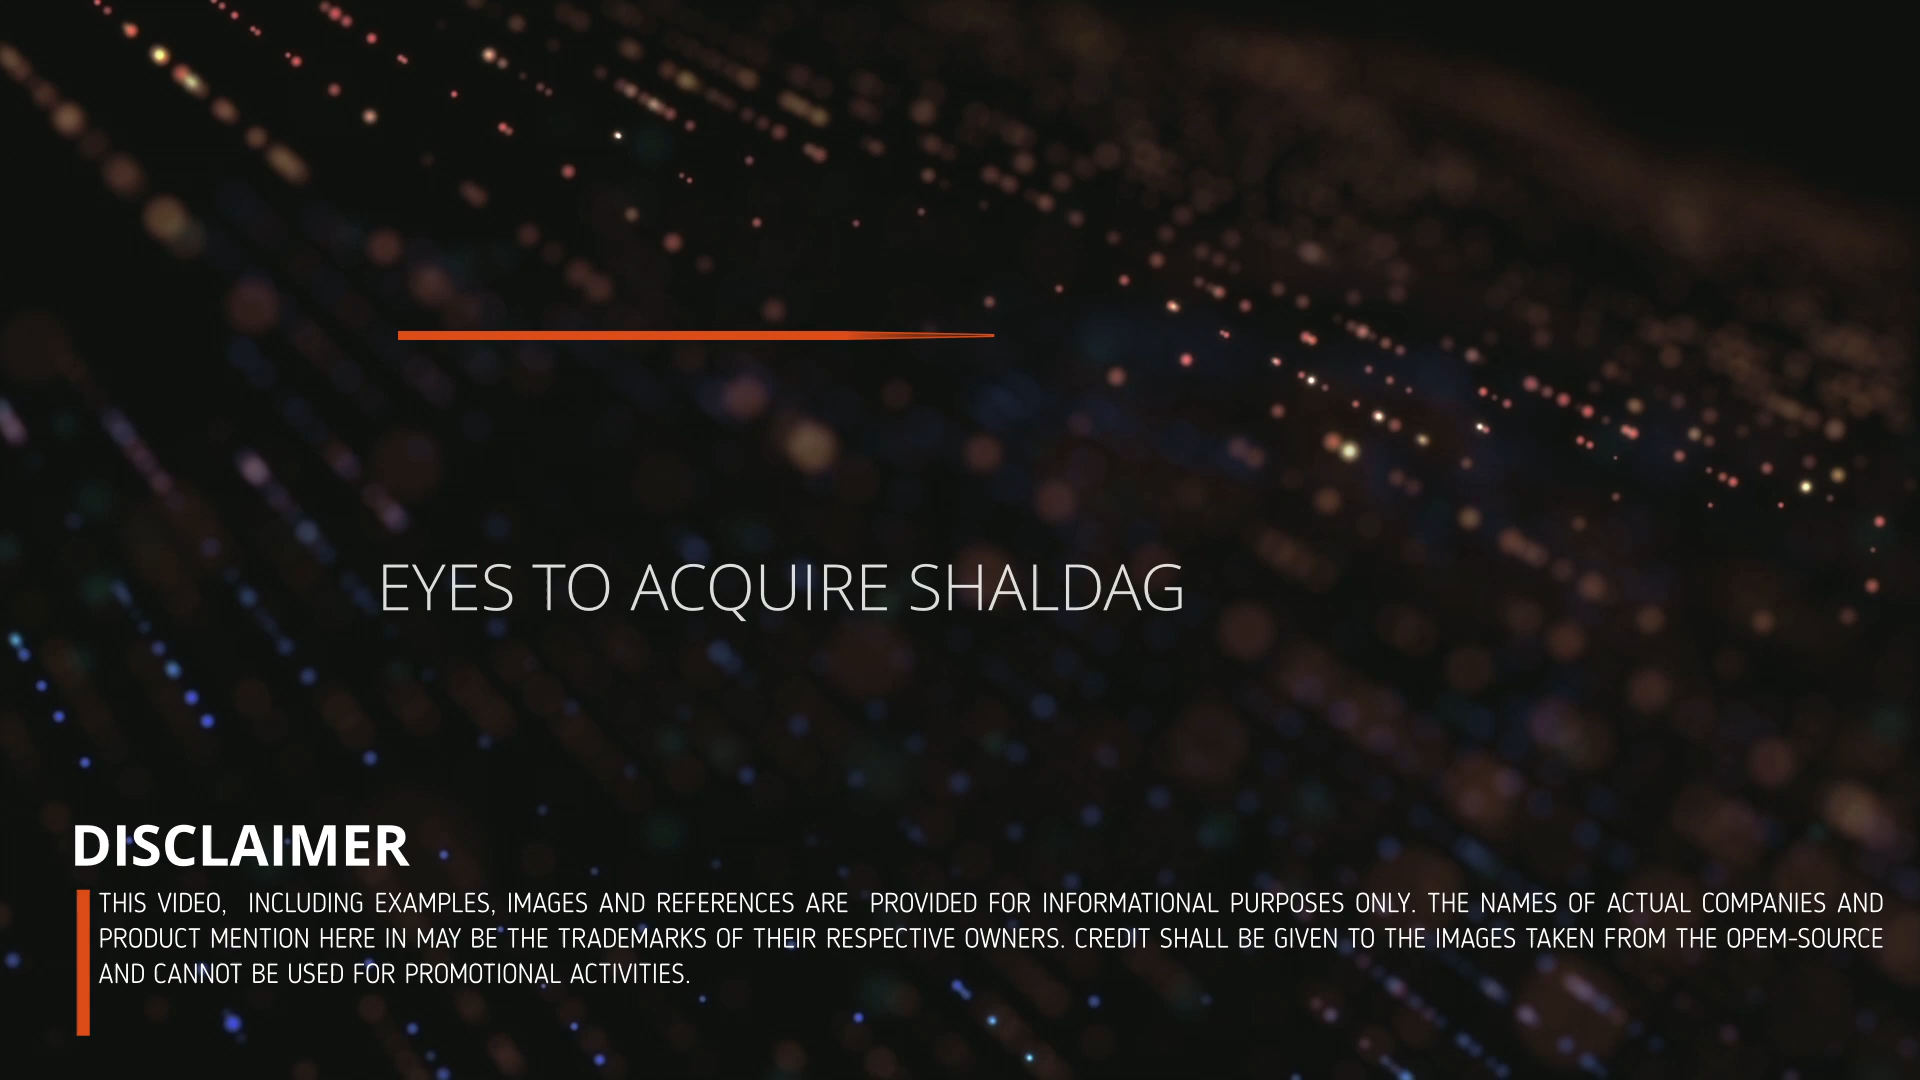 EYES TO ACQUIRE SHALDAG
DISCLAIMER
THIS VIDEO, INCLUDING EXAMPLES, IMAGES AND REFERENCES ARE PROVIDED FOR INFORMATIONAL PURPOSES ONLY. THE NAMES OF ACTUAL COMPANIES AND
PRODUCT MENTION HERE IN MAY BE THE TRADEMARKS OF THEIR RESPECTIVE OWNERS. CREDIT SHALL BE GIVEN TO THE IMAGES TAKEN FROM THE OPEM-SOURCE
AND CANNOT BE USED FOR PROMOTIONAL ACTIVITIES.